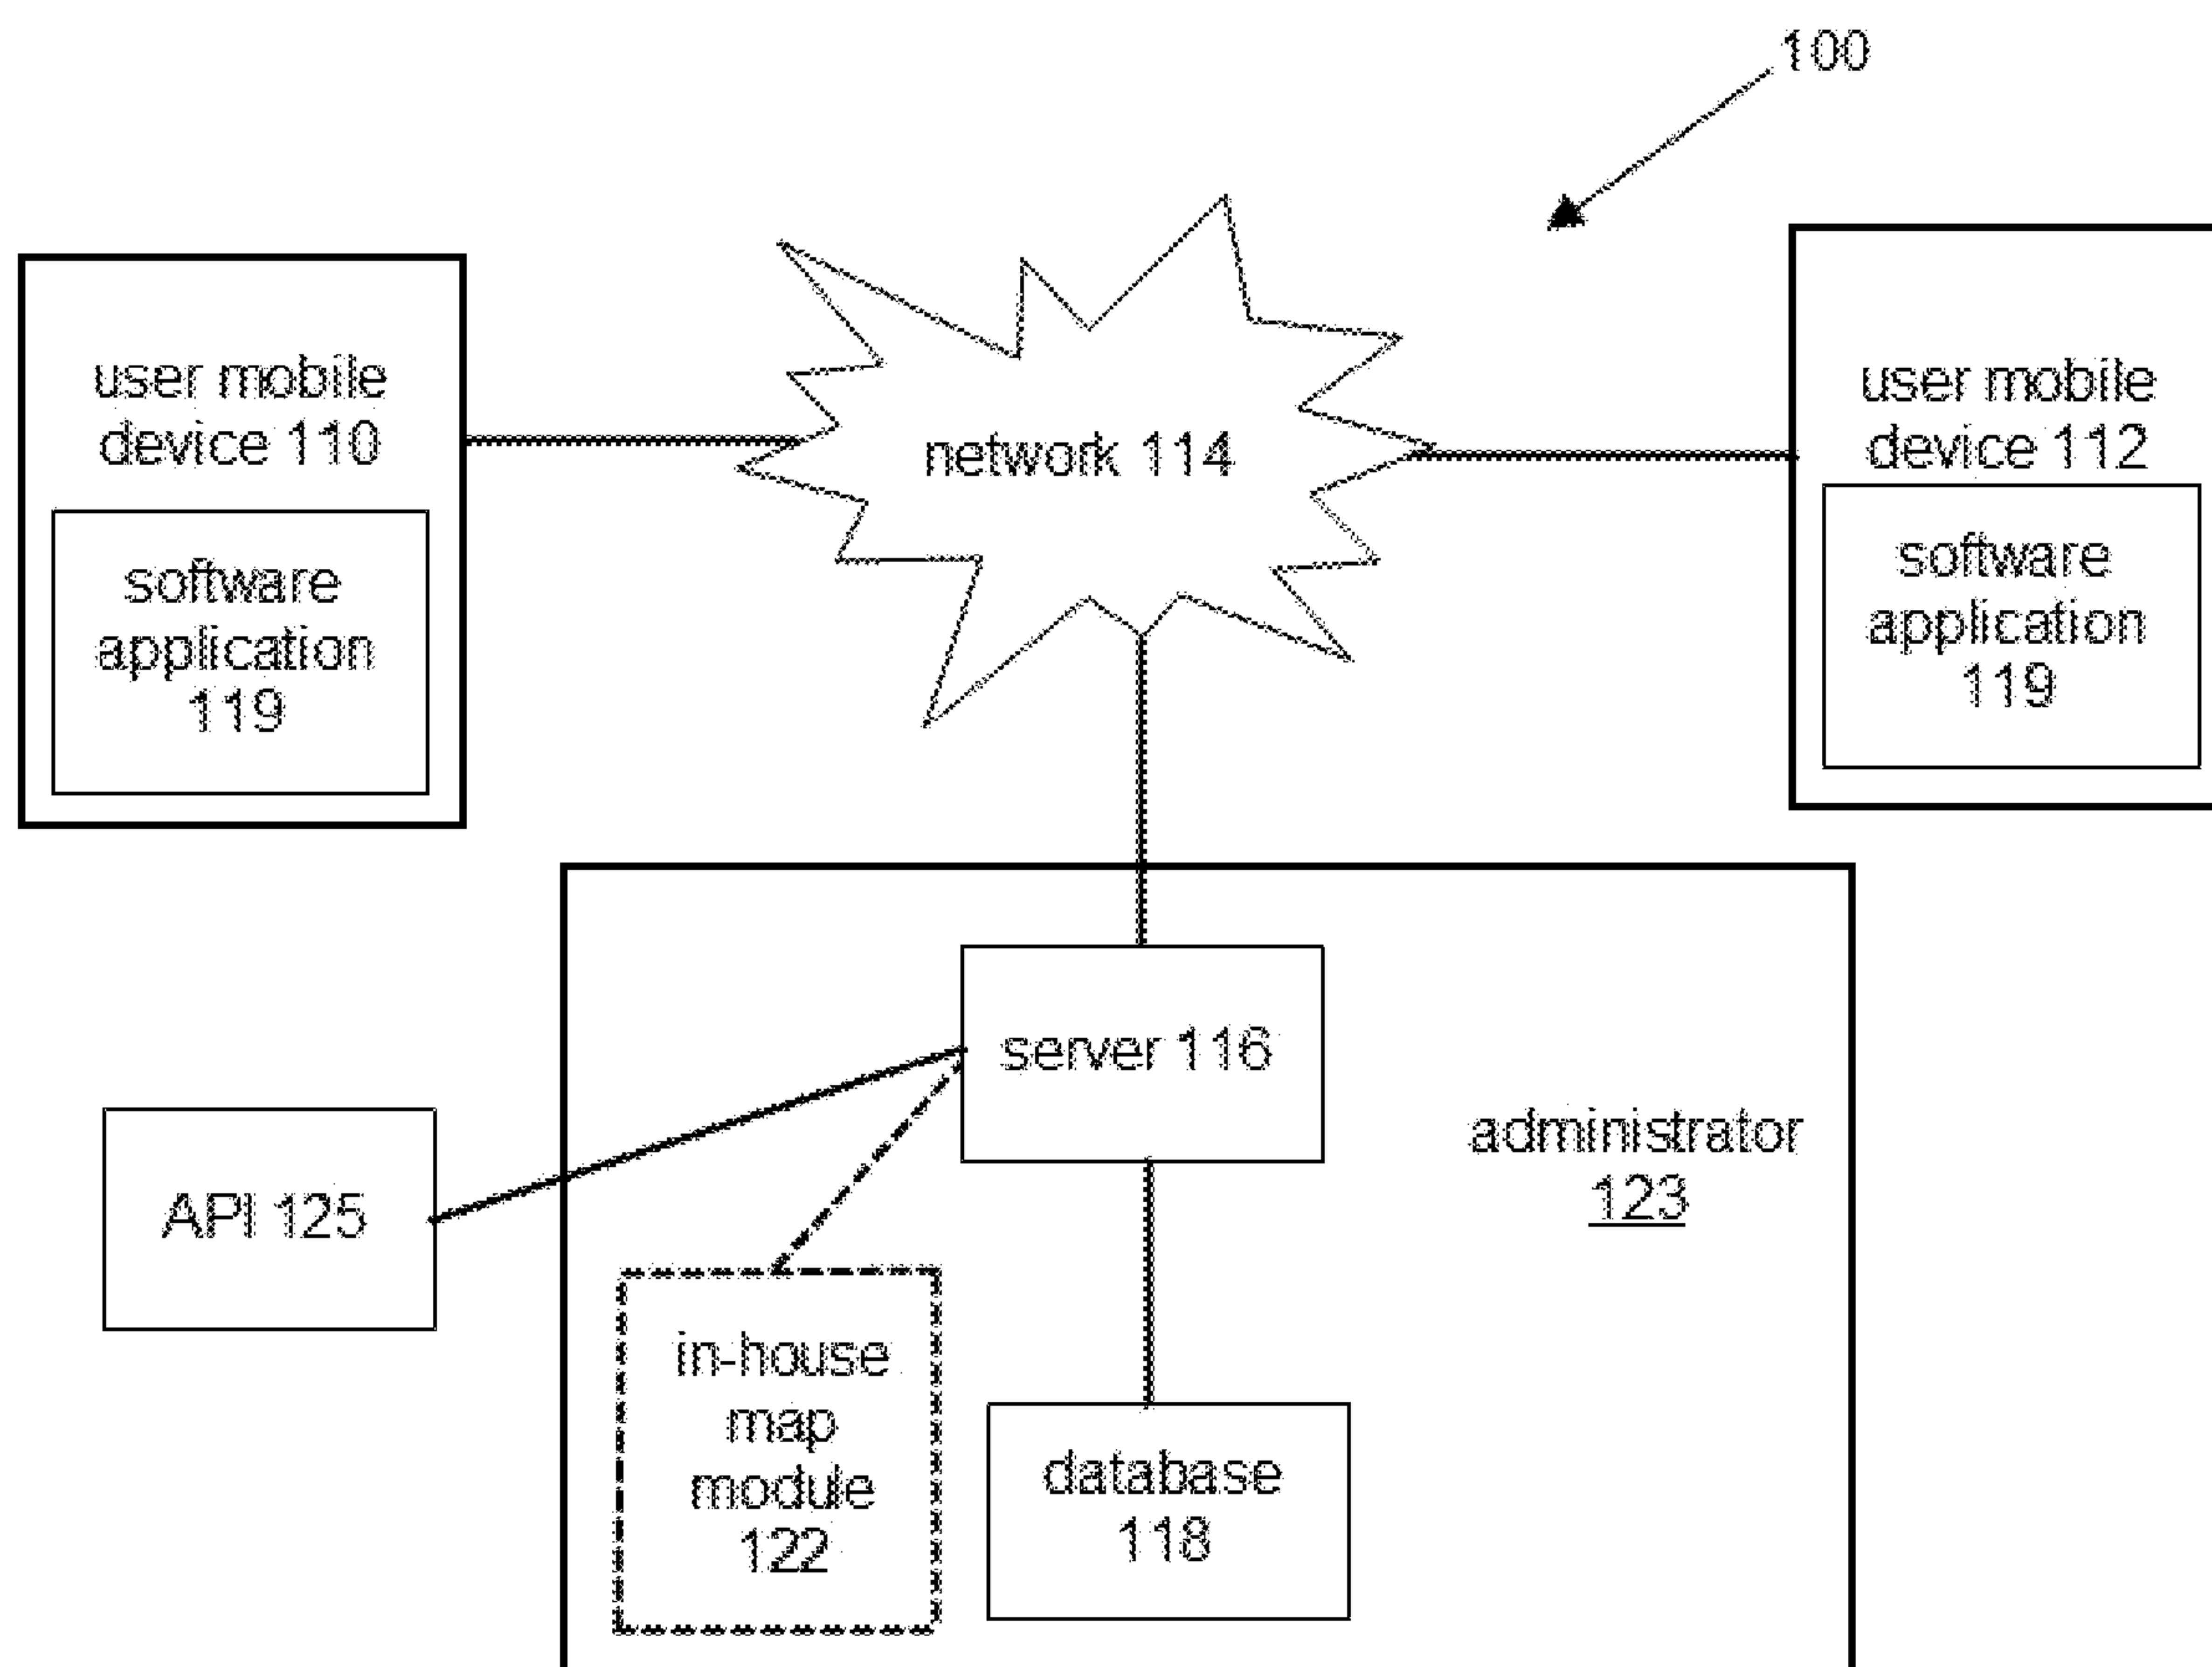 100
user mobile
device 110
software
application
119
network 114
user mobile
device 112
software
application
119
server 116
administrator
123
API 125
in-house
map
module
122
database
118